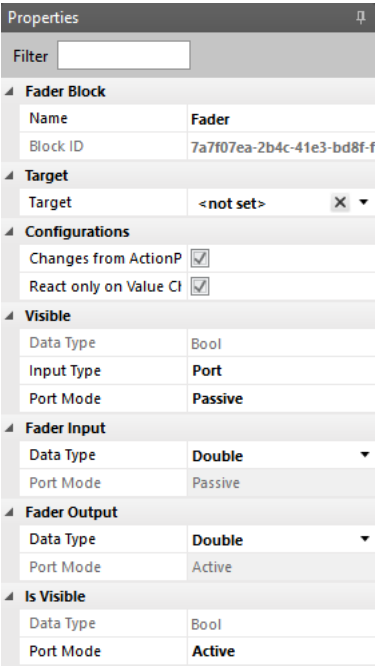 Properties
Filter
Fader Block
Name Fader
Block ID 7a7f07ea-2b4c-41e3-bd8f-f
Target
Target <not set>
Configurations
Changes from ActionP
React only on Value Ch
Visible
Data Type Bool
Input Type Port
Port Mode Passive
Fader Input
Data Type Double
Port Mode Passive
Fader Output
Data Type Double
Port Mode Active
Is Visible
Data Type Bool
Port Mode Active